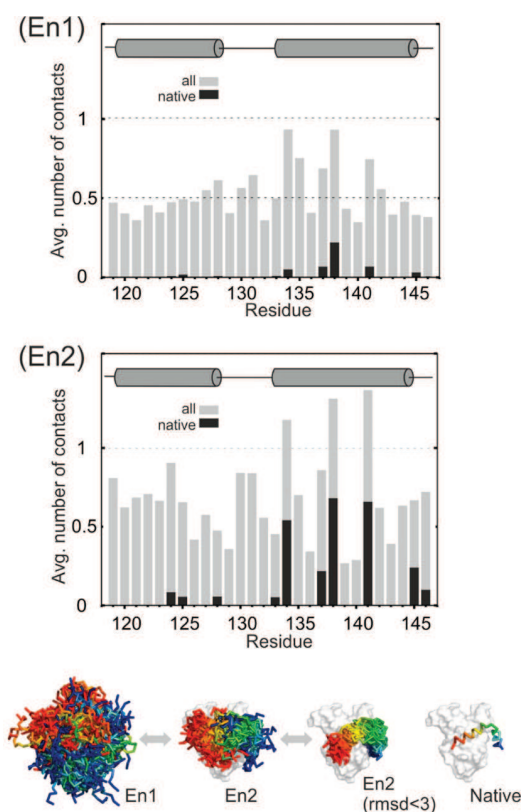 (En1)
all
native
Avg. number of contacts
1
0.5
0
120 125 130 135 140 145
Residue
(En2)
all
native
Avg. number of contacts
1
0.5
0
120 125 130 135 140 145
Residue
En1
En2
En2
(rmsd<3)
Native